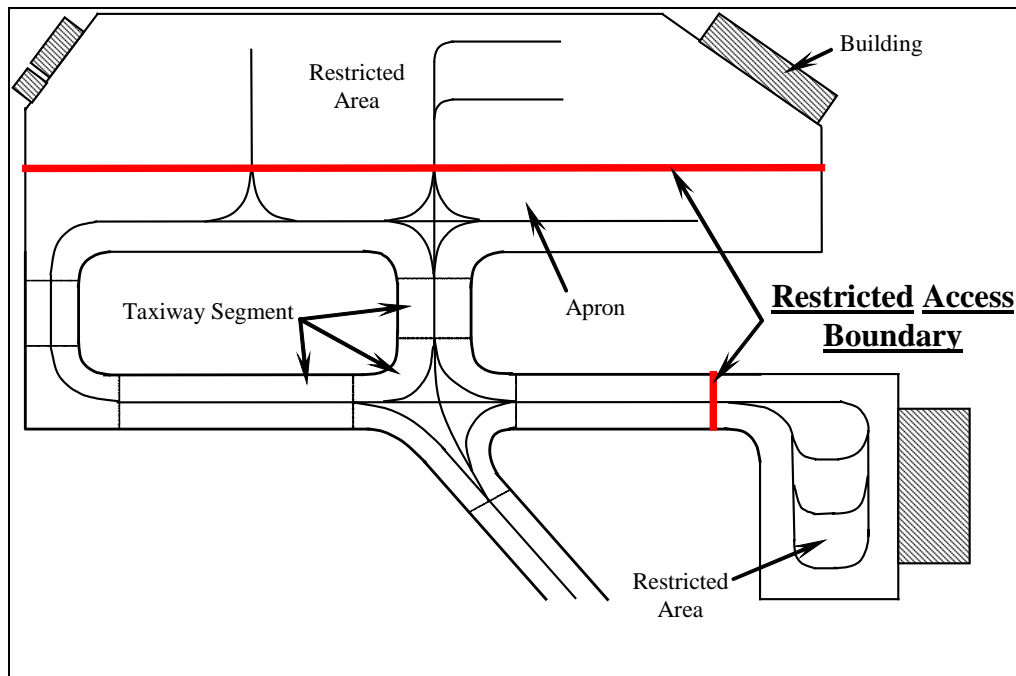 Building
Restricted
Area
Taxiway Segment
Apron
Restricted Access
Boundary
Restricted
Area